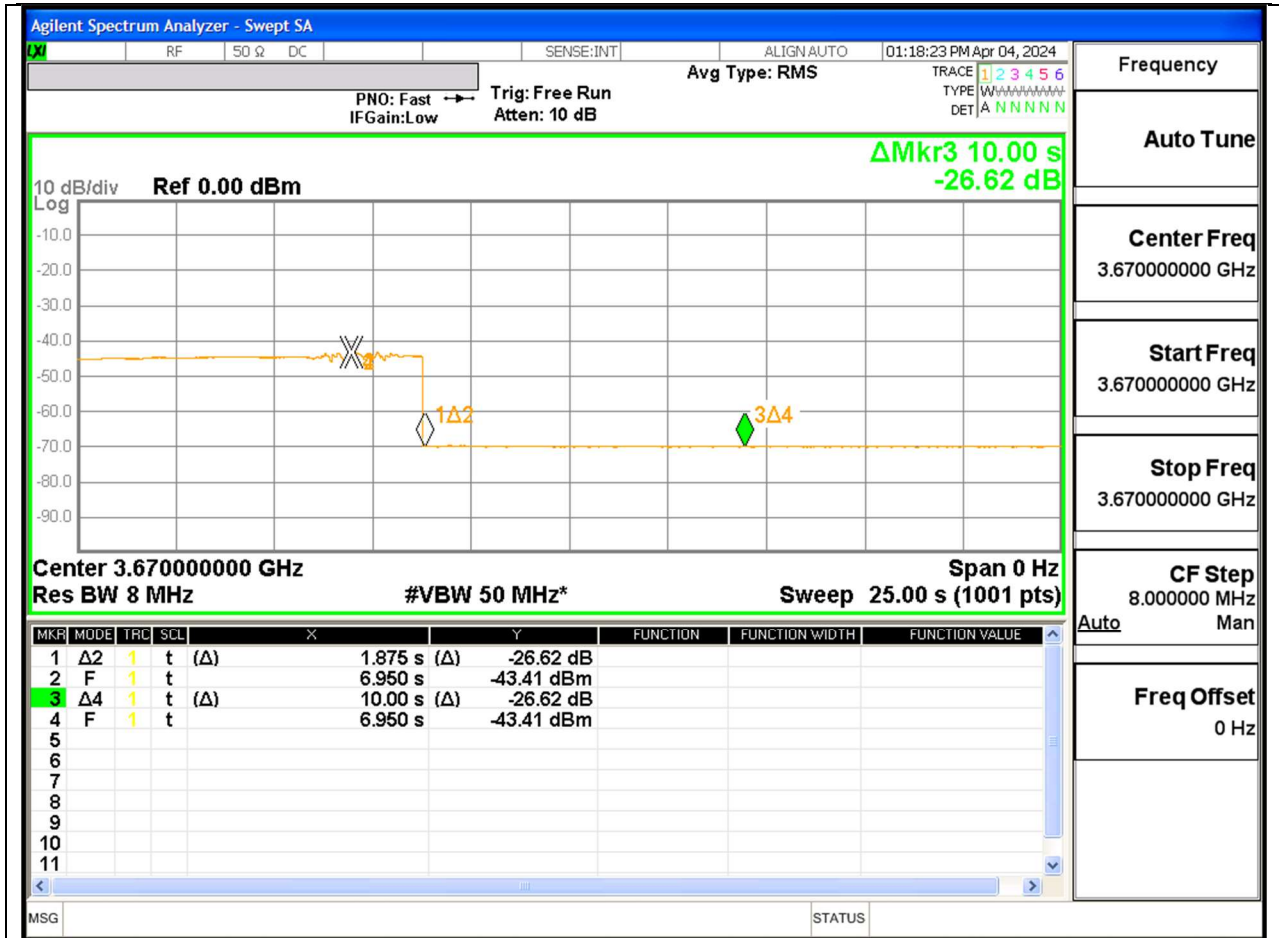 Agilent Spectrum Analyzer - Swept SA
LXI RF 50 Ω DC SENSE:INT ALIGN AUTO 01:18:23 PM Apr 04, 2024
PNO: Fast
IFGain:Low
Trig: Free Run
Atten: 10 dB
Avg Type: RMS
TRACE 1 2 3 4 5 6
TYPE W
DET A N N N N N
ΔMkr3 10.00 s
-26.62 dB
10 dB/div Ref 0.00 dBm
Log
-10.0
-20.0
-30.0
-40.0
-50.0
-60.0
-70.0
-80.0
-90.0
1Δ2
3Δ4
Center 3.670000000 GHz Span 0 Hz
Res BW 8 MHz #VBW 50 MHz* Sweep 25.00 s (1001 pts)
MKR MODE TRC SCL X Y FUNCTION FUNCTION WIDTH FUNCTION VALUE
1 Δ2 1 t (Δ) 1.875 s (Δ) -26.62 dB
2 F 1 t 6.950 s -43.41 dBm
3 Δ4 1 t (Δ) 10.00 s (Δ) -26.62 dB
4 F 1 t 6.950 s -43.41 dBm
5
6
7
8
9
10
11
MSG STATUS
Frequency
Auto Tune
Center Freq
3.670000000 GHz
Start Freq
3.670000000 GHz
Stop Freq
3.670000000 GHz
CF Step
8.000000 MHz
Auto Man
Freq Offset
0 Hz